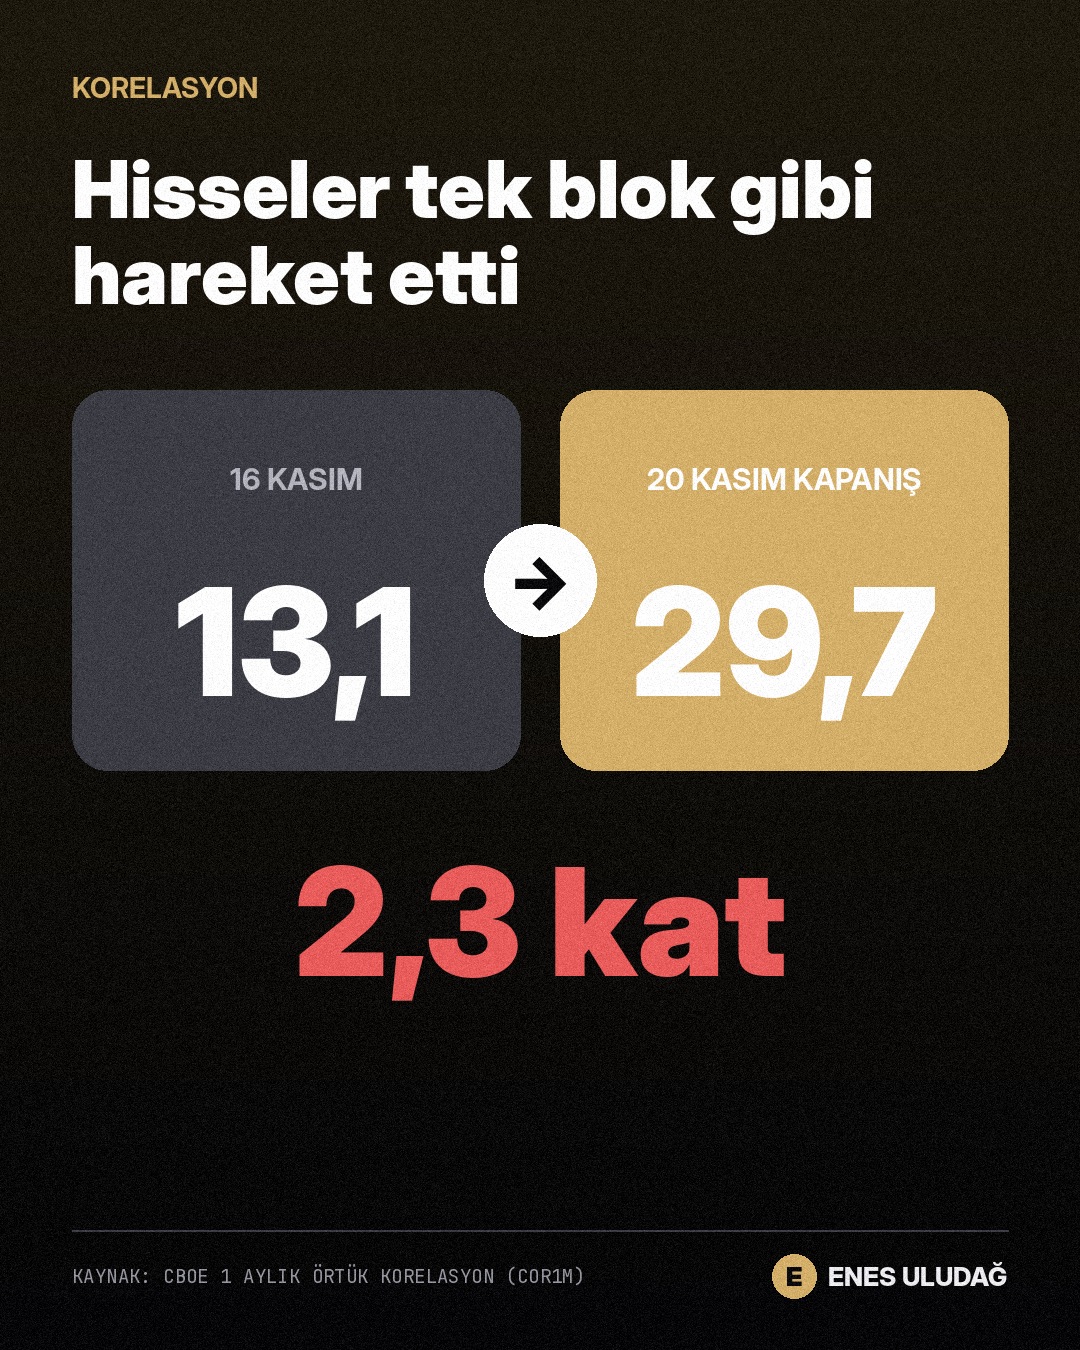 KORELASYON
Hisseler tek blok gibi
hareket etti
16 KASIM
13,1
→
20 KASIM KAPANIŞ
29,7
2,3 kat
KAYNAK: CBOE 1 AYLIK ÖRTÜK KORELASYON (COR1M)
E ENES ULUDAĞ